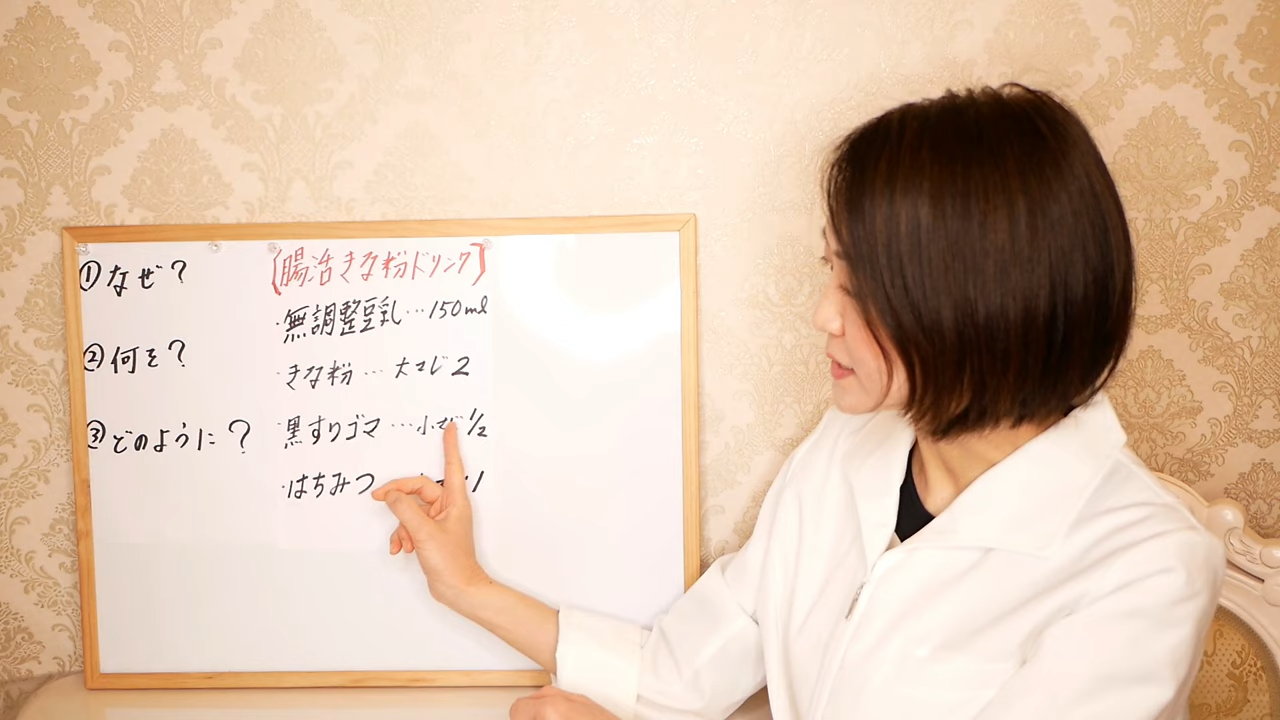 ①なぜ?
②何を?
③どのように?
[腸活きな粉ドリンク]
・無調整豆乳…150ml
・きな粉…大さじ2
・黒すりゴマ…小さじ1/2
・はちみつ 1